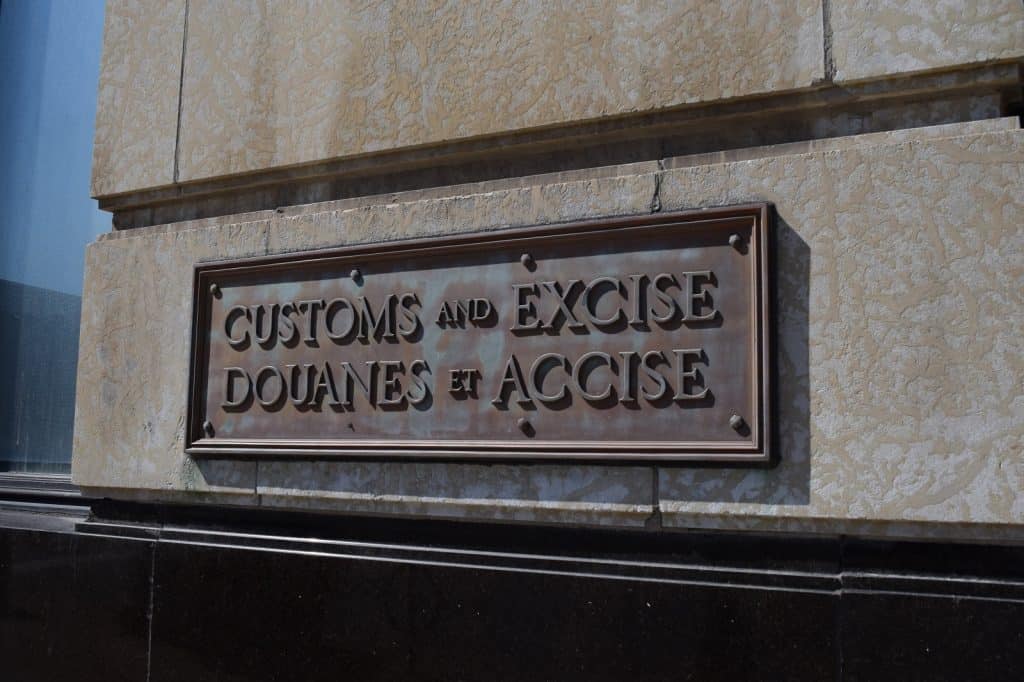 CUSTOMS AND EXCISE
DOUANES ET ACCISE